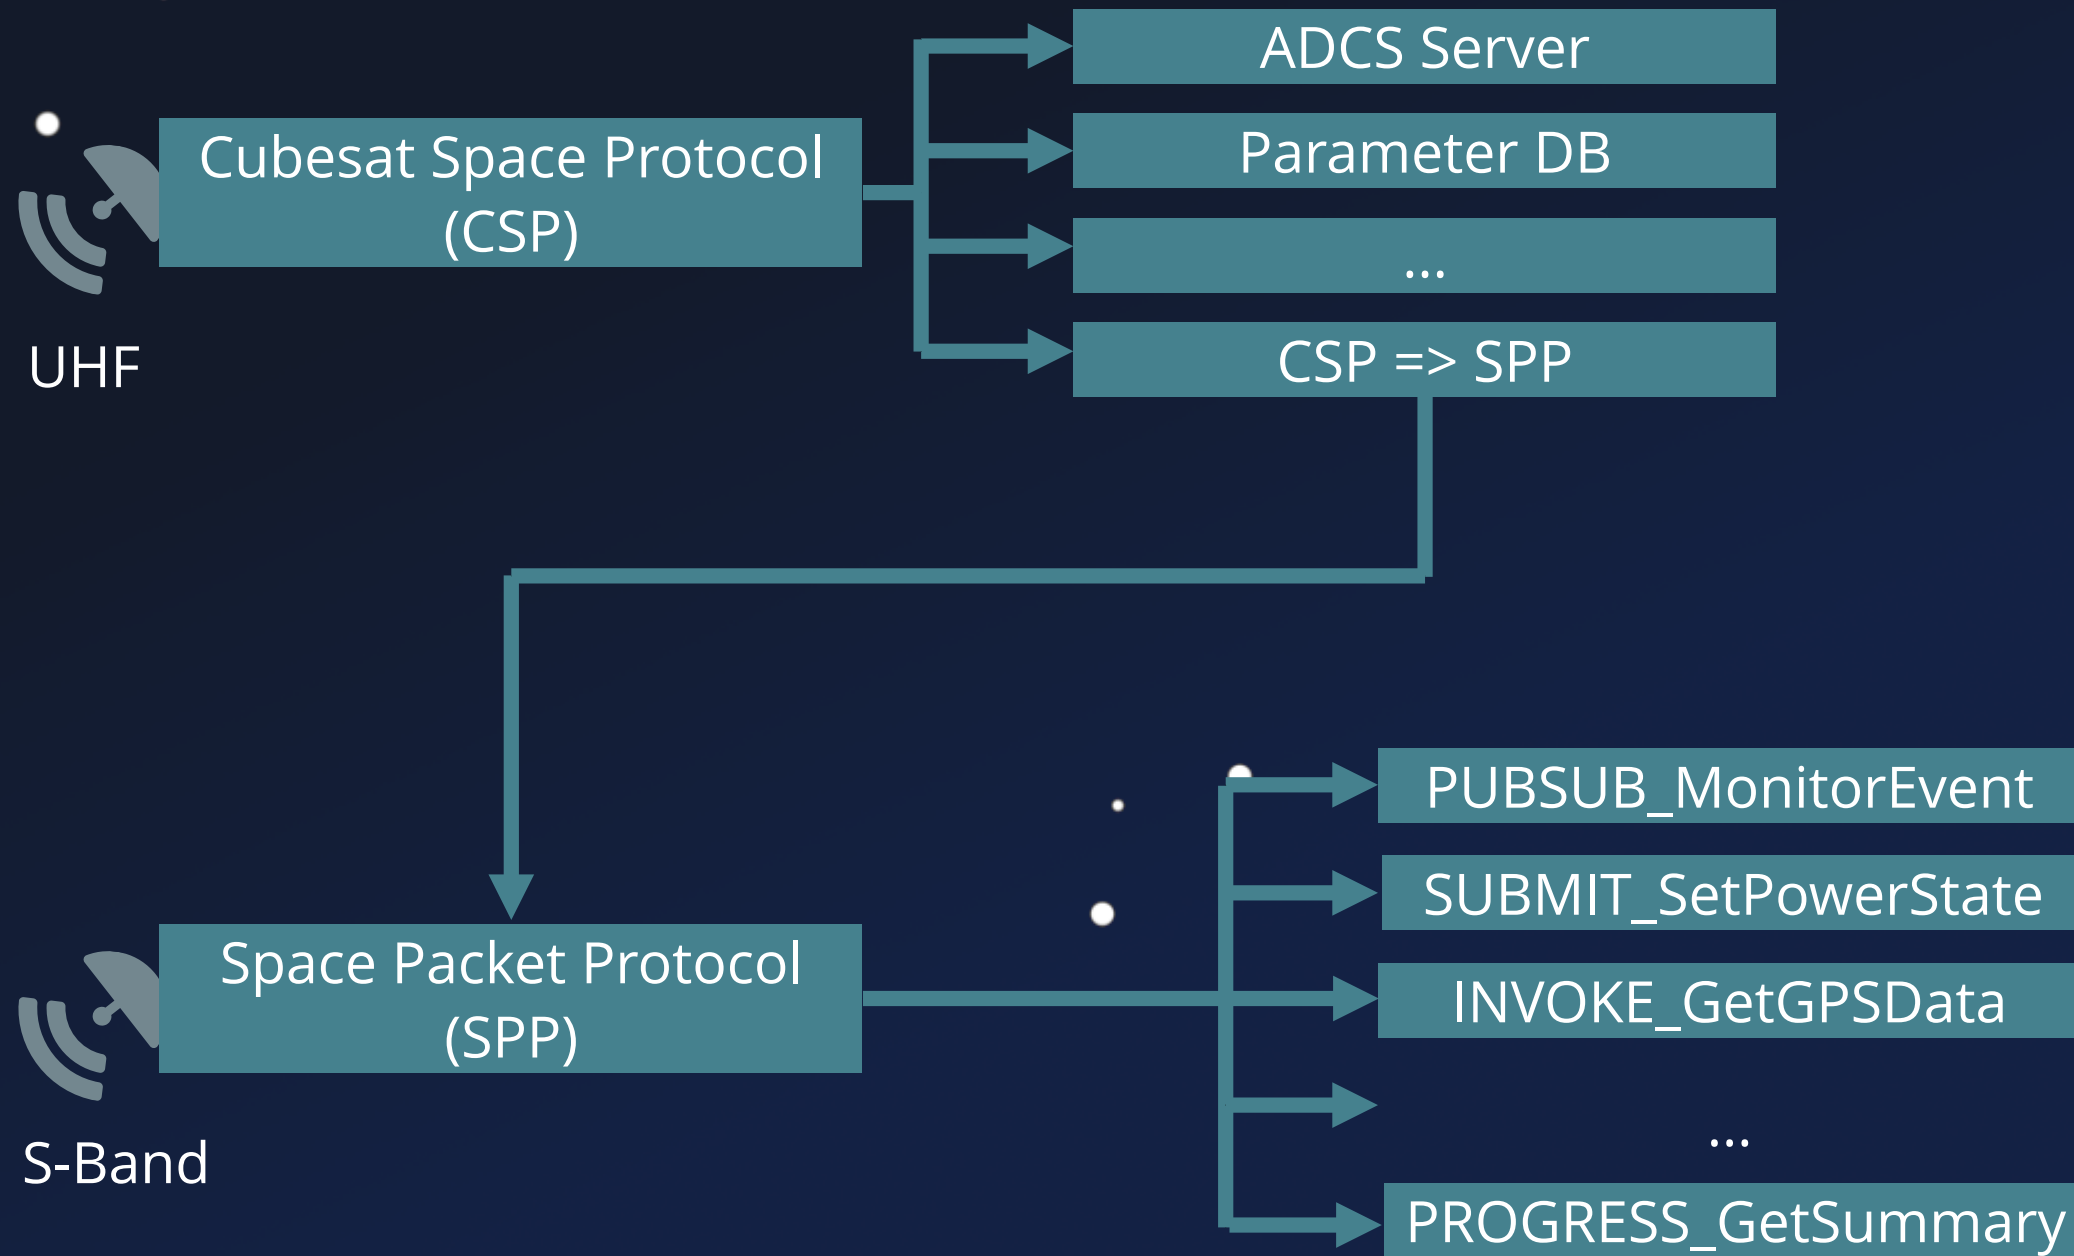 Cubesat Space Protocol
(CSP)
UHF
ADCS Server
Parameter DB
...
CSP => SPP
Space Packet Protocol
(SPP)
S-Band
PUBSUB_MonitorEvent
SUBMIT_SetPowerState
INVOKE_GetGPSData
...
PROGRESS_GetSummary